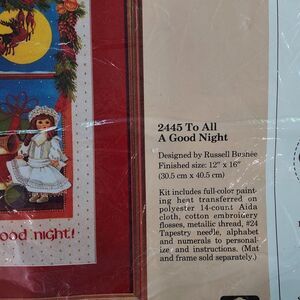 2445 To All
A Good Night
Designed by Russell Busnée
Finished size: 12" x 16"
(30.5 cm x 40.5 cm)
Kit includes full-color paint-
ing heat transferred on
polyester 14-count Aida
cloth, cotton embroidery
flosses, metallic thread, #24
Tapestry needle, alphabet
and numerals to personal-
ize and instructions. (Mat
and frame sold separately.)
ood night!